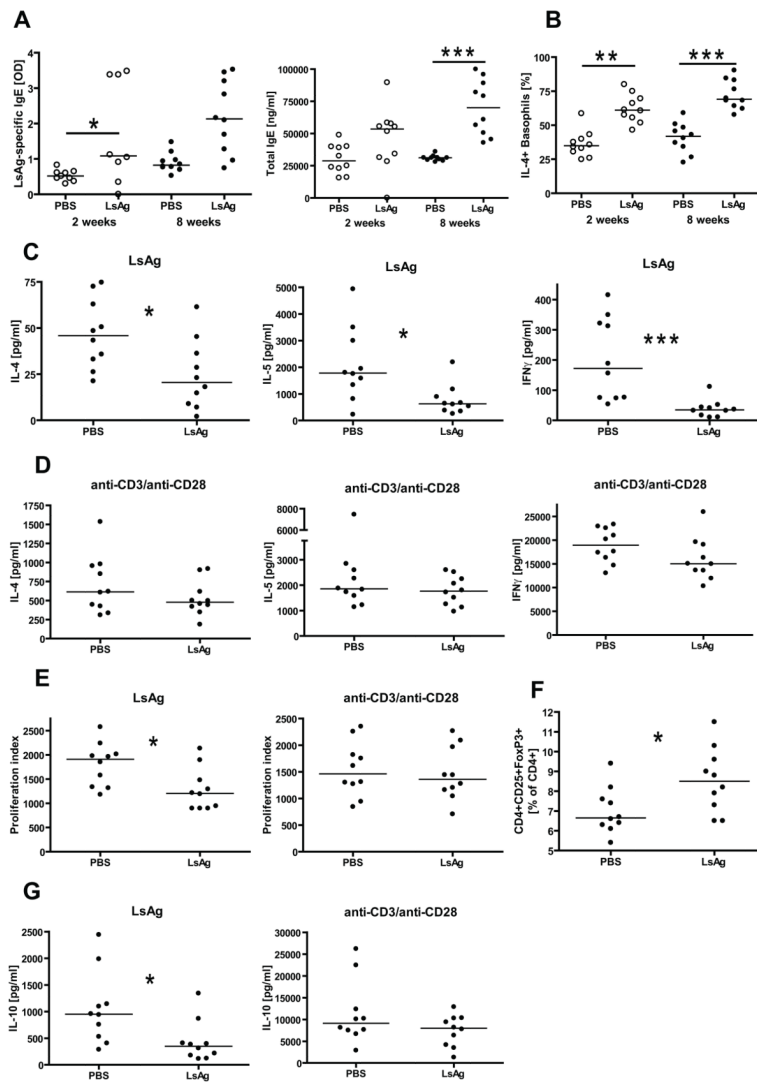 A
B
LsAg-specific IgE [OD]
4
3
2
1
0
*
PBS
LsAg
PBS
LsAg
2 weeks
8 weeks
Total IgE [ng/ml]
100000
75000
50000
25000
0
***
PBS
LsAg
PBS
LsAg
2 weeks
8 weeks
IL-4+ Basophils [%]
100
75
50
25
0
**
***
PBS
LsAg
PBS
LsAg
2 weeks
8 weeks
C
LsAg
IL-4 [pg/ml]
75
50
25
0
*
PBS
LsAg
LsAg
IL-5 [pg/ml]
5000
4000
3000
2000
1000
0
*
PBS
LsAg
LsAg
IFNγ [pg/ml]
400
300
200
100
0
***
PBS
LsAg
D
anti-CD3/anti-CD28
IL-4 [pg/ml]
1750
1500
1250
1000
750
500
250
0
PBS
LsAg
anti-CD3/anti-CD28
IL-5 [pg/ml]
8000
6000
3000
2000
1000
0
PBS
LsAg
anti-CD3/anti-CD28
IFNγ [pg/ml]
25000
20000
15000
10000
5000
0
PBS
LsAg
E
LsAg
Proliferation index
2500
2000
1500
1000
500
0
*
PBS
LsAg
anti-CD3/anti-CD28
Proliferation index
2500
2000
1500
1000
500
0
PBS
LsAg
F
CD4+CD25+FoxP3+
[% of CD4+]
12
11
10
9
8
7
6
5
*
PBS
LsAg
G
LsAg
IL-10 [pg/ml]
2500
2000
1500
1000
500
0
*
PBS
LsAg
anti-CD3/anti-CD28
IL-10 [pg/ml]
30000
25000
20000
15000
10000
5000
0
PBS
LsAg